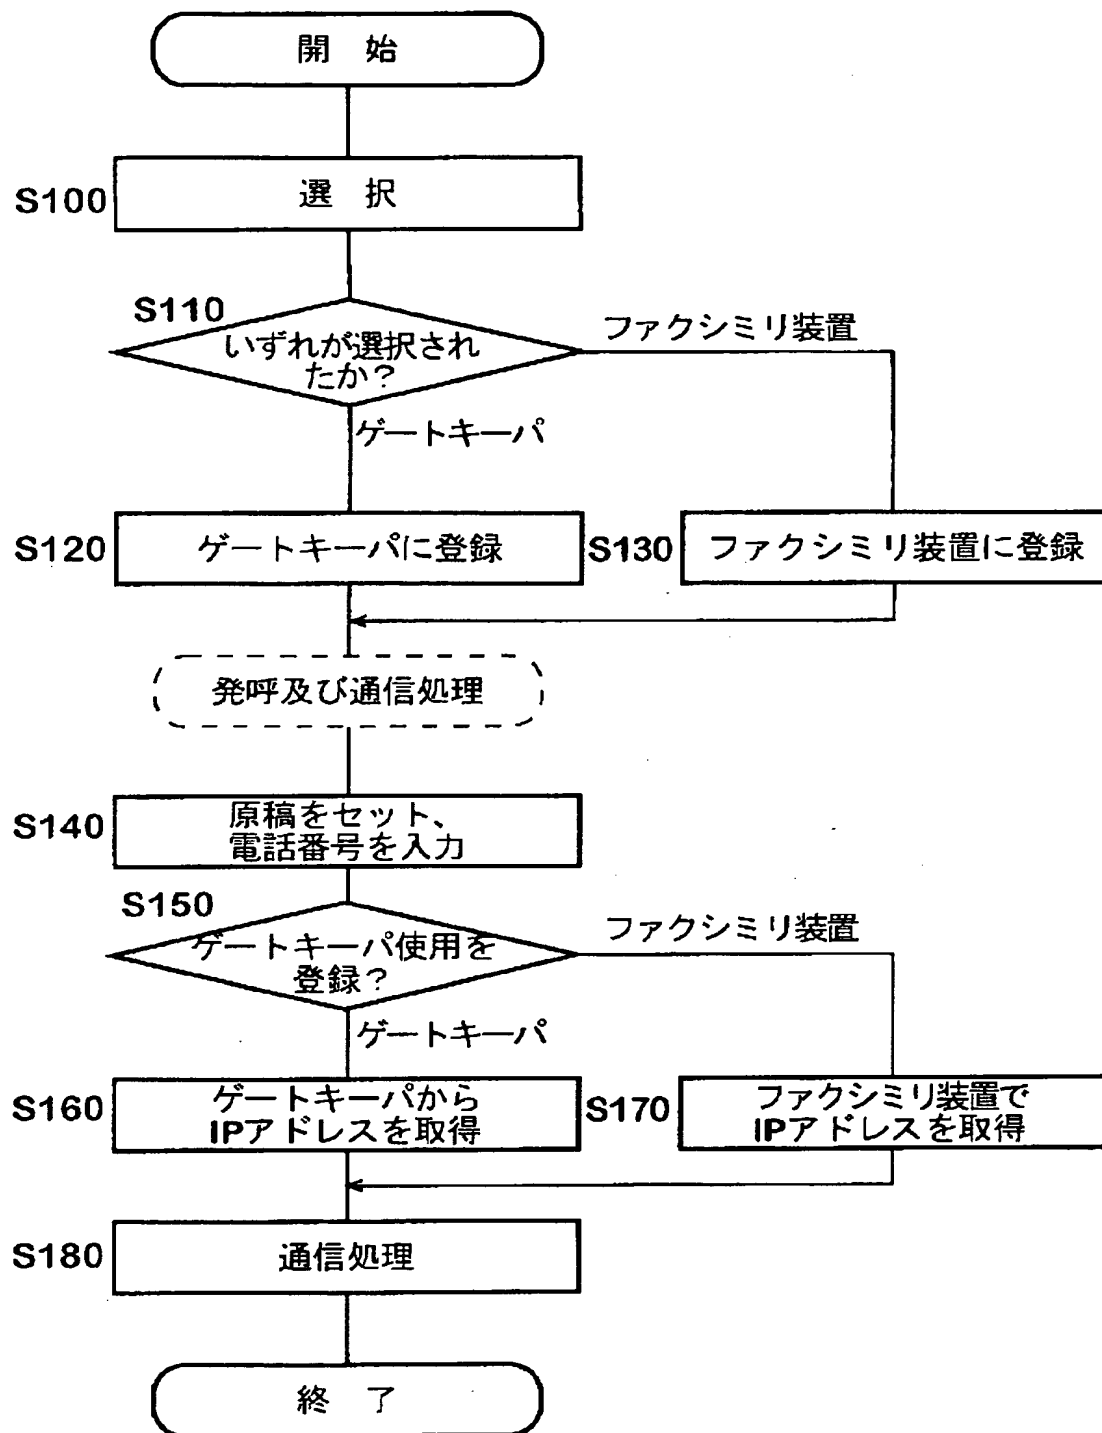 開 始
S100
選 択
S110
いずれが選択され
たか?
ファクシミリ装置
ゲートキーパ
S120
ゲートキーパに登録
S130
ファクシミリ装置に登録
発呼及び通信処理
S140
原稿をセット、
電話番号を入力
S150
ゲートキーパ使用を
登録?
ファクシミリ装置
ゲートキーパ
S160
ゲートキーパから
IPアドレスを取得
S170
ファクシミリ装置で
IPアドレスを取得
S180
通信処理
終 了